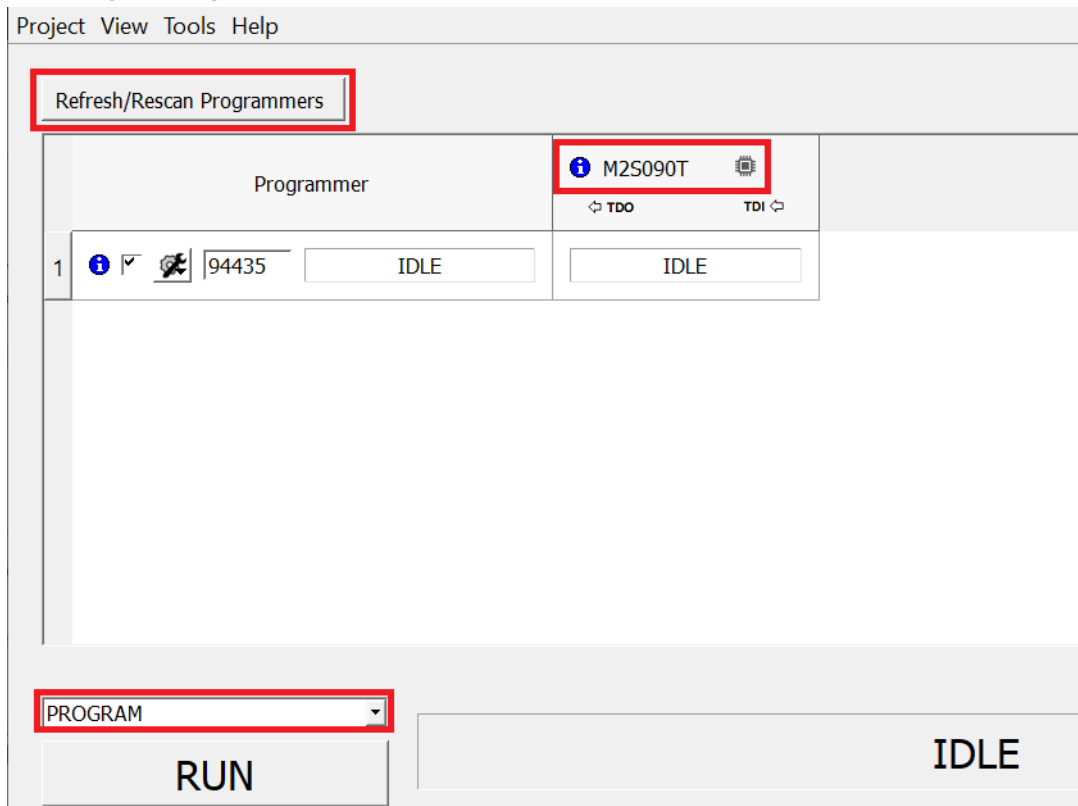 Project View Tools Help
Refresh/Rescan Programmers
Programmer
M2S090T
TDO TDI
1 94435 IDLE IDLE
PROGRAM
RUN
IDLE